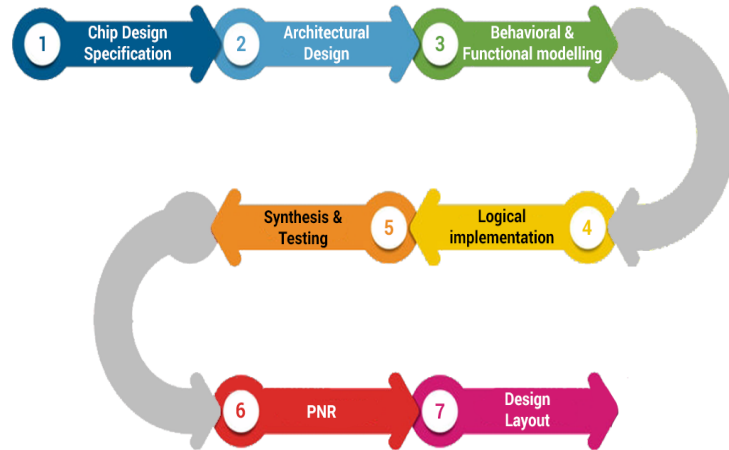 1
Chip Design
Specification
2
Architectural
Design
3
Behavioral &
Functional modelling
4
Logical
implementation
5
Synthesis &
Testing
6
PNR
7
Design
Layout